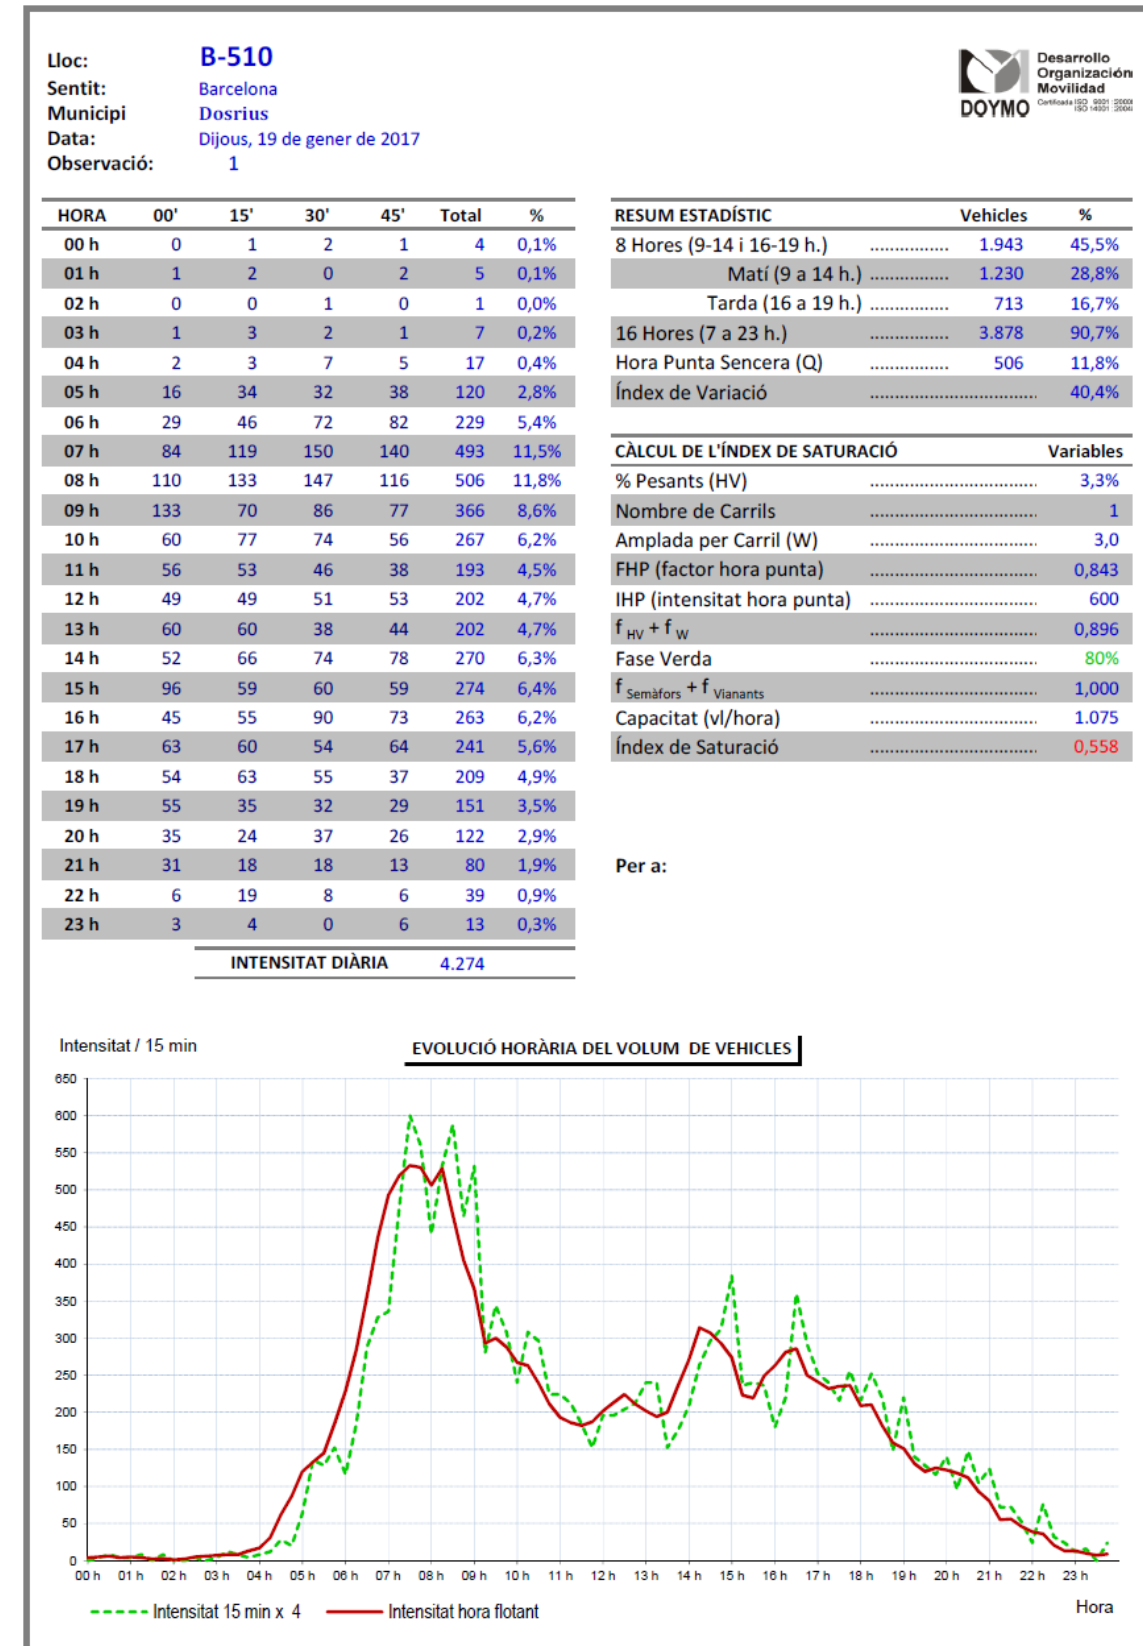 Lloc: B-510
Sentit: Barcelona
Municipi Dosrius
Data: Dijous, 19 de gener de 2017
Observació: 1
Desarrollo
Organización
Movilidad
DOYMO
HORA 00' 15' 30' 45' Total %
00 h 0 1 2 1 4 0,1%
01 h 1 2 0 2 5 0,1%
02 h 0 0 1 0 1 0,0%
03 h 1 3 2 1 7 0,2%
04 h 2 3 7 5 17 0,4%
05 h 16 34 32 38 120 2,8%
06 h 29 46 72 82 229 5,4%
07 h 84 119 150 140 493 11,5%
08 h 110 133 147 116 506 11,8%
09 h 133 70 86 77 366 8,6%
10 h 60 77 74 56 267 6,2%
11 h 56 53 46 38 193 4,5%
12 h 49 49 51 53 202 4,7%
13 h 60 60 38 44 202 4,7%
14 h 52 66 74 78 270 6,3%
15 h 96 59 60 59 274 6,4%
16 h 45 55 90 73 263 6,2%
17 h 63 60 54 64 241 5,6%
18 h 54 63 55 37 209 4,9%
19 h 55 35 32 29 151 3,5%
20 h 35 24 37 26 122 2,9%
21 h 31 18 18 13 80 1,9%
22 h 6 19 8 6 39 0,9%
23 h 3 4 0 6 13 0,3%
INTENSITAT DIÀRIA 4.274
RESUM ESTADÍSTIC Vehicles %
8 Hores (9-14 i 16-19 h.) ................ 1.943 45,5%
Matí (9 a 14 h.) ................ 1.230 28,8%
Tarda (16 a 19 h.) ................ 713 16,7%
16 Hores (7 a 23 h.) ................ 3.878 90,7%
Hora Punta Sencera (Q) ................ 506 11,8%
Índex de Variació .................................. 40,4%
CÀLCUL DE L'ÍNDEX DE SATURACIÓ Variables
% Pesants (HV) .................................. 3,3%
Nombre de Carrils .................................. 1
Amplada per Carril (W) .................................. 3,0
FHP (factor hora punta) .................................. 0,843
IHP (intensitat hora punta) .................................. 600
f HV + f W .................................. 0,896
Fase Verda .................................. 80%
f Semàfors + f Vianants .................................. 1,000
Capacitat (vl/hora) .................................. 1.075
Índex de Saturació .................................. 0,558
Per a:
Intensitat / 15 min
EVOLUCIÓ HORÀRIA DEL VOLUM DE VEHICLES
650
600
550
500
450
400
350
300
250
200
150
100
50
0
00 h 01 h 02 h 03 h 04 h 05 h 06 h 07 h 08 h 09 h 10 h 11 h 12 h 13 h 14 h 15 h 16 h 17 h 18 h 19 h 20 h 21 h 22 h 23 h
Intensitat 15 min x 4 Intensitat hora flotant Hora